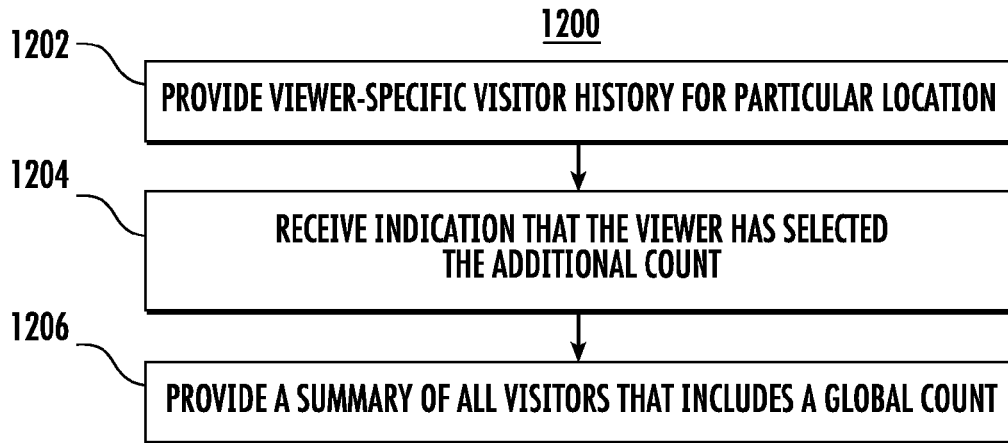 1200
1202
PROVIDE VIEWER-SPECIFIC VISITOR HISTORY FOR PARTICULAR LOCATION
1204
RECEIVE INDICATION THAT THE VIEWER HAS SELECTED
THE ADDITIONAL COUNT
1206
PROVIDE A SUMMARY OF ALL VISITORS THAT INCLUDES A GLOBAL COUNT